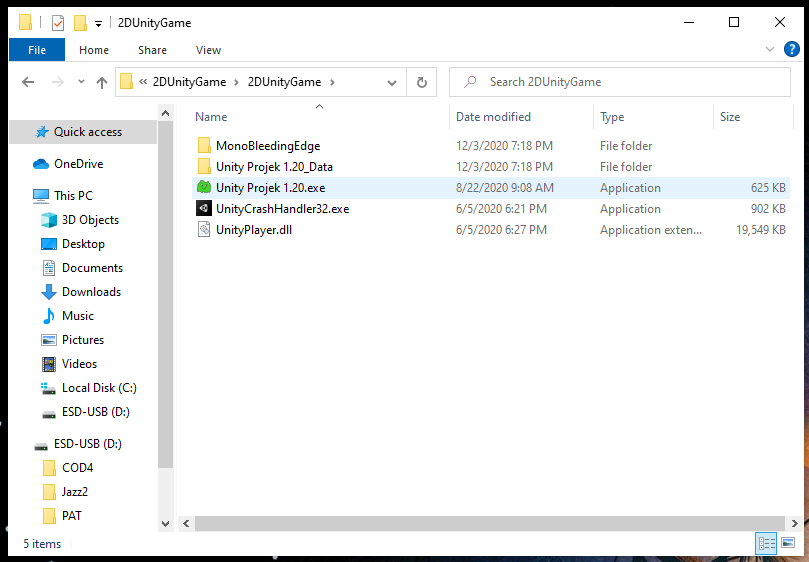 2DUnityGame
File Home Share View
« 2DUnityGame › 2DUnityGame › Search 2DUnityGame
Name Date modified Type Size
Quick access
OneDrive
This PC
3D Objects
Desktop
Documents
Downloads
Music
Pictures
Videos
Local Disk (C:)
ESD-USB (D:)
ESD-USB (D:)
COD4
Jazz2
PAT
MonoBleedingEdge 12/3/2020 7:18 PM File folder
Unity Projek 1.20_Data 12/3/2020 7:18 PM File folder
Unity Projek 1.20.exe 8/22/2020 9:08 AM Application 625 KB
UnityCrashHandler32.exe 6/5/2020 6:21 PM Application 902 KB
UnityPlayer.dll 6/5/2020 6:27 PM Application exten... 19,549 KB
5 items